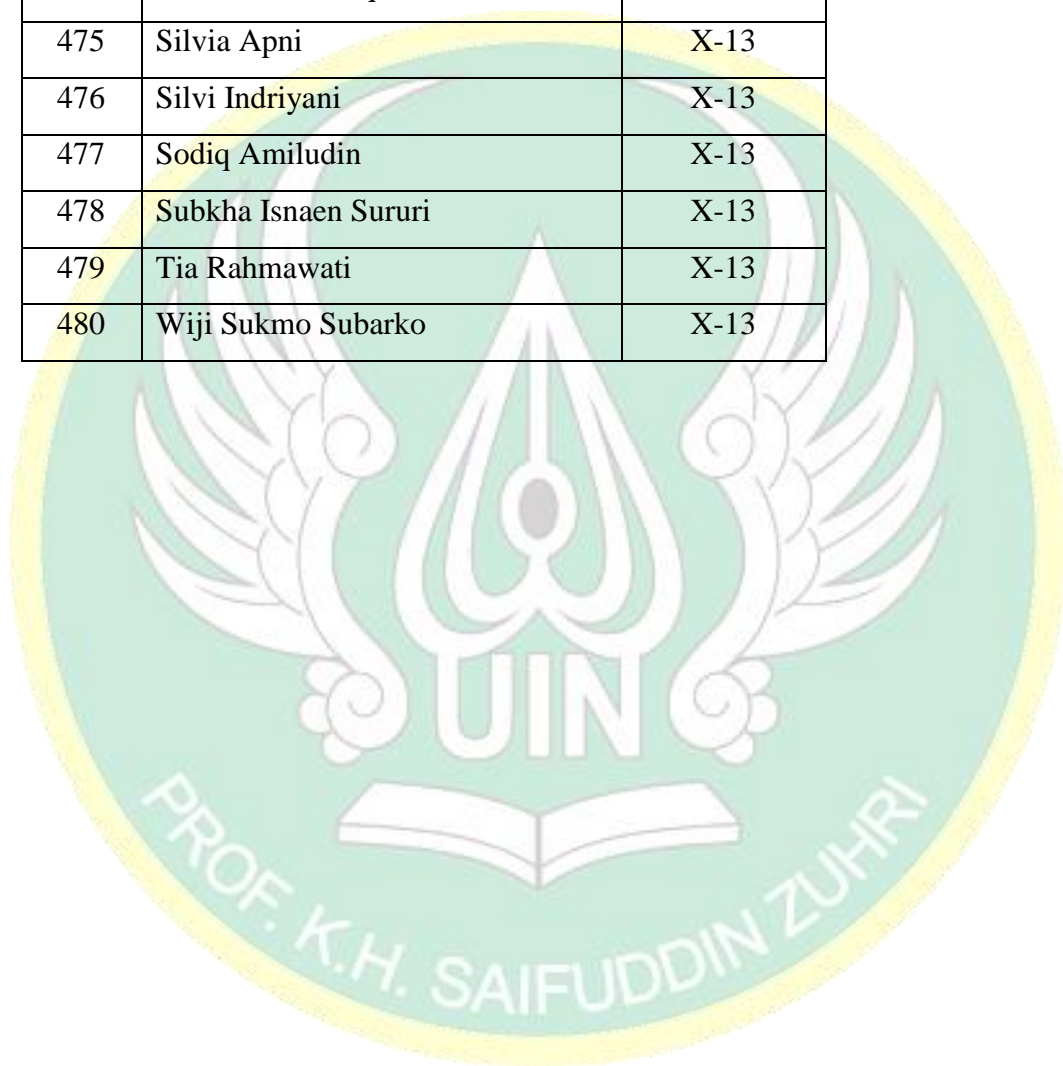 475 Silvia Apni X-13
476 Silvi Indriyani X-13
477 Sodiq Amiludin X-13
478 Subkha Isnaen Sururi X-13
479 Tia Rahmawati X-13
480 Wiji Sukmo Subarko X-13
UIN
PROF. K.H. SAIFUDDIN ZUHRI